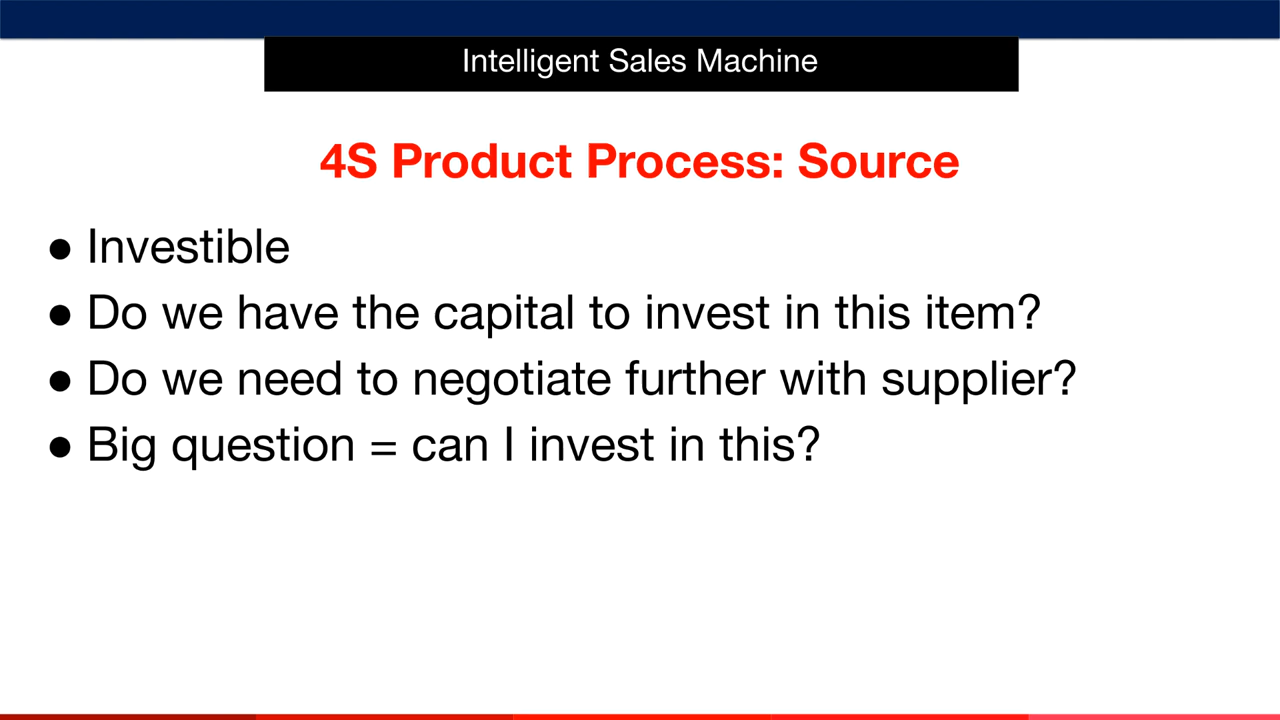 Intelligent Sales Machine
4S Product Process: Source
● Investible
● Do we have the capital to invest in this item?
● Do we need to negotiate further with supplier?
● Big question = can I invest in this?